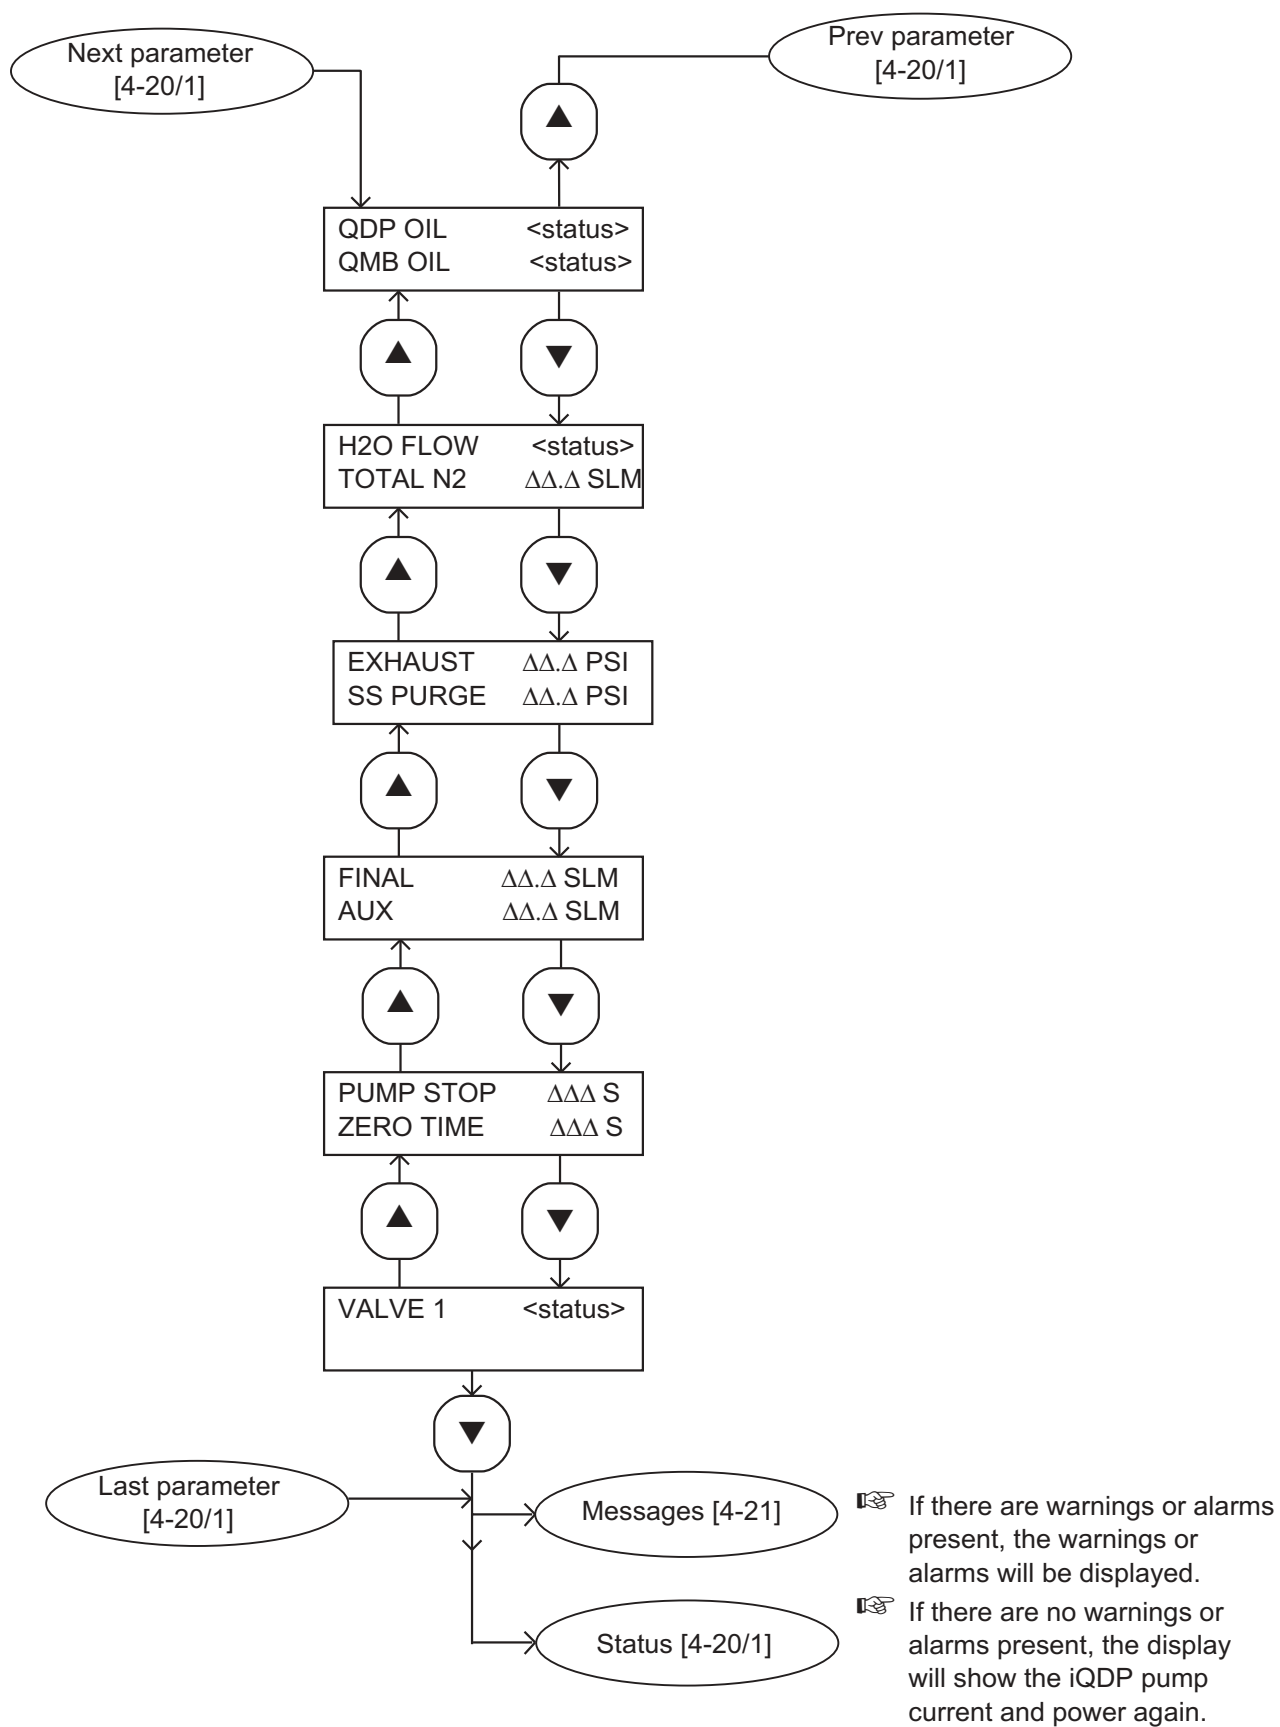 Next parameter
[4-20/1]
Prev parameter
[4-20/1]
QDP OIL <status>
QMB OIL <status>
H2O FLOW <status>
TOTAL N2 ΔΔ.Δ SLM
EXHAUST ΔΔ.Δ PSI
SS PURGE ΔΔ.Δ PSI
FINAL ΔΔ.Δ SLM
AUX ΔΔ.Δ SLM
PUMP STOP ΔΔΔ S
ZERO TIME ΔΔΔ S
VALVE 1 <status>
Last parameter
[4-20/1]
Messages [4-21]
☞ If there are warnings or alarms
present, the warnings or
alarms will be displayed.
Status [4-20/1]
☞ If there are no warnings or
alarms present, the display
will show the iQDP pump
current and power again.